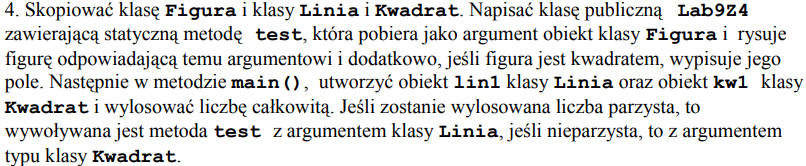 4. Skopiować klasę Figura i klasy Linia i Kwadrat. Napisać klasę publiczną Lab9Z4
zawierającą statyczną metodę test, która pobiera jako argument obiekt klasy Figura i rysuje
figurę odpowiadającą temu argumentowi i dodatkowo, jeśli figura jest kwadratem, wypisuje jego
pole. Następnie w metodzie main(), utworzyć obiekt lin1 klasy Linia oraz obiekt kw1 klasy
Kwadrat i wylosować liczbę całkowitą. Jeśli zostanie wylosowana liczba parzysta, to
wywoływana jest metoda test z argumentem klasy Linia, jeśli nieparzysta, to z argumentem
typu klasy Kwadrat.